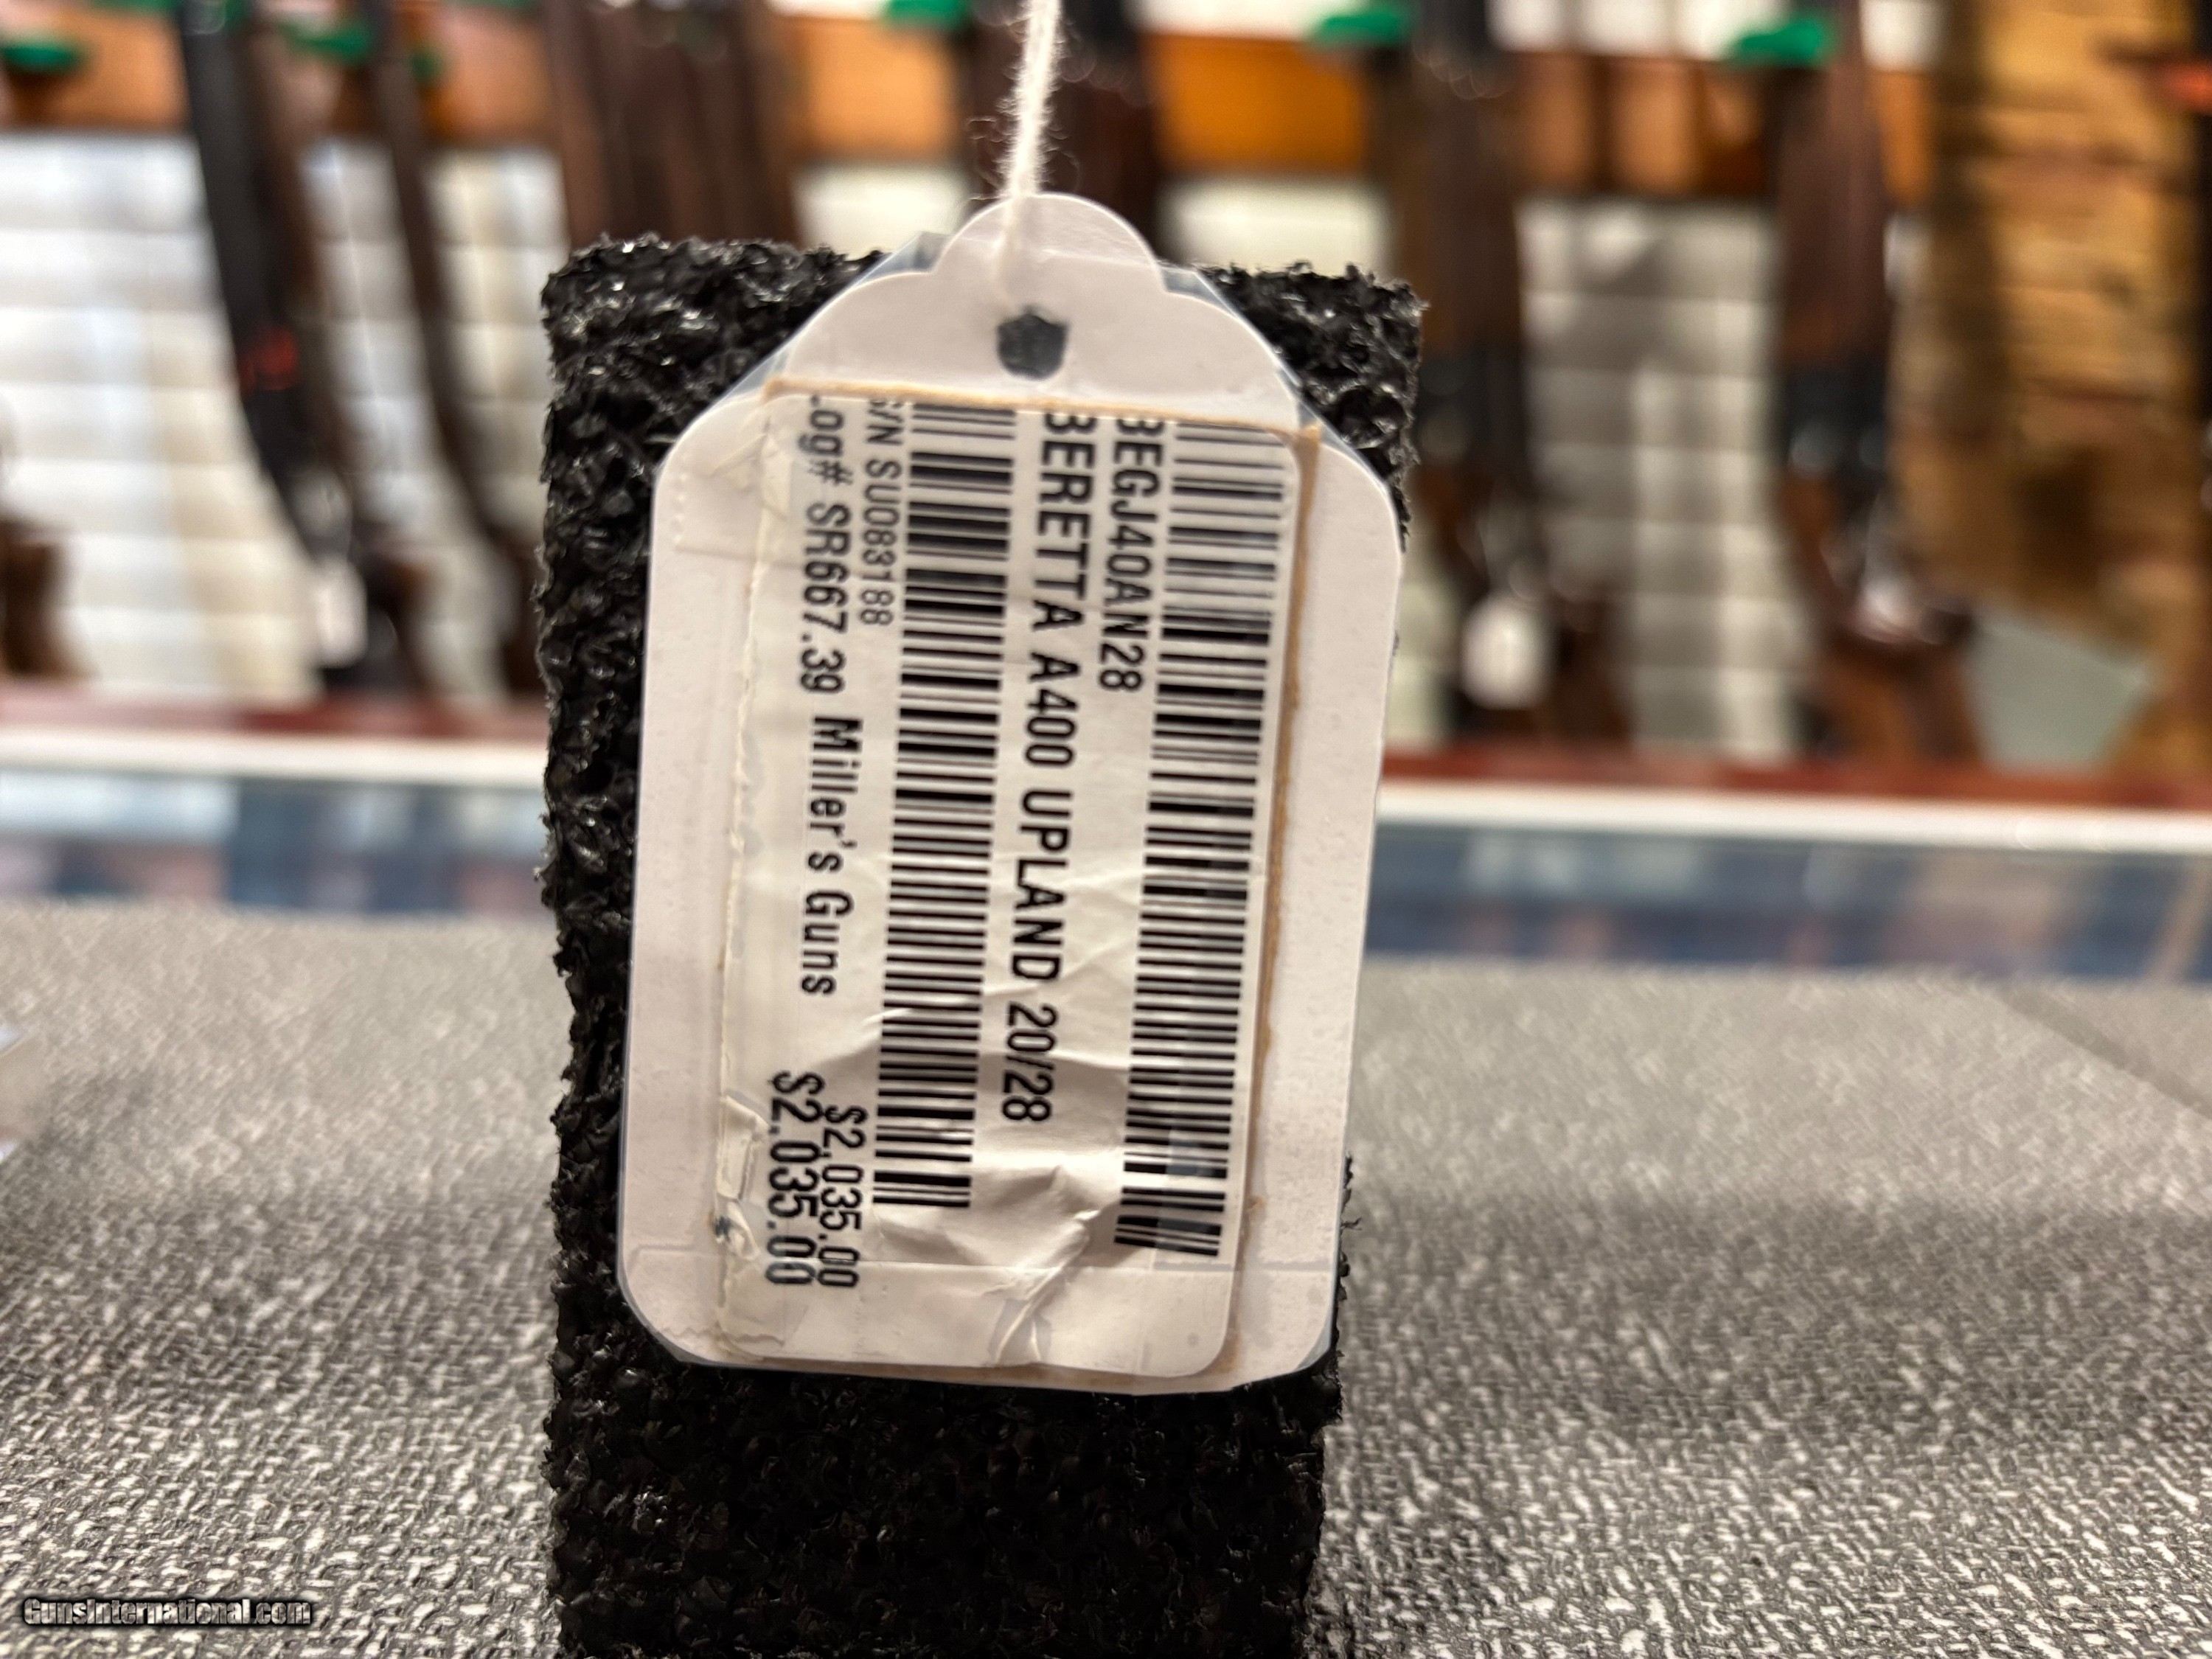 BEGJ40AN28
BERETTA A400 UPLAND 20/28
S/N SU083188
$2,035.00
Log# SR667.39 Miller's Guns
$2,035.00
GunsInternational.com